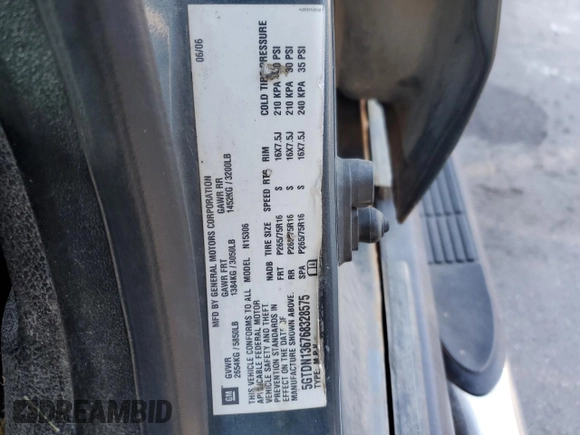 MFD BY GENERAL MOTORS CORPORATION
06/06
GVWR GAWR FRT GAWR RR
2654KG / 5850LB 1384KG / 3050LB 1452KG / 3200LB
GM
THIS VEHICLE CONFORMS TO ALL
APPLICABLE FEDERAL MOTOR
VEHICLE SAFETY AND THEFT
PREVENTION STANDARDS IN
EFFECT ON THE DATE OF
MANUFACTURE SHOWN ABOVE.
5GTDN136768328575
TYPE: M.P.V.
MODEL N15306
NADB TIRE SIZE SPEED RTG RIM COLD TIRE PRESSURE
FRT P265/75R16 S 16X7.5J 210 KPA 30 PSI
RR P265/75R16 S 16X7.5J 210 KPA 30 PSI
SPA P265/75R16 S 16X7.5J 240 KPA 35 PSI
DREAMBID